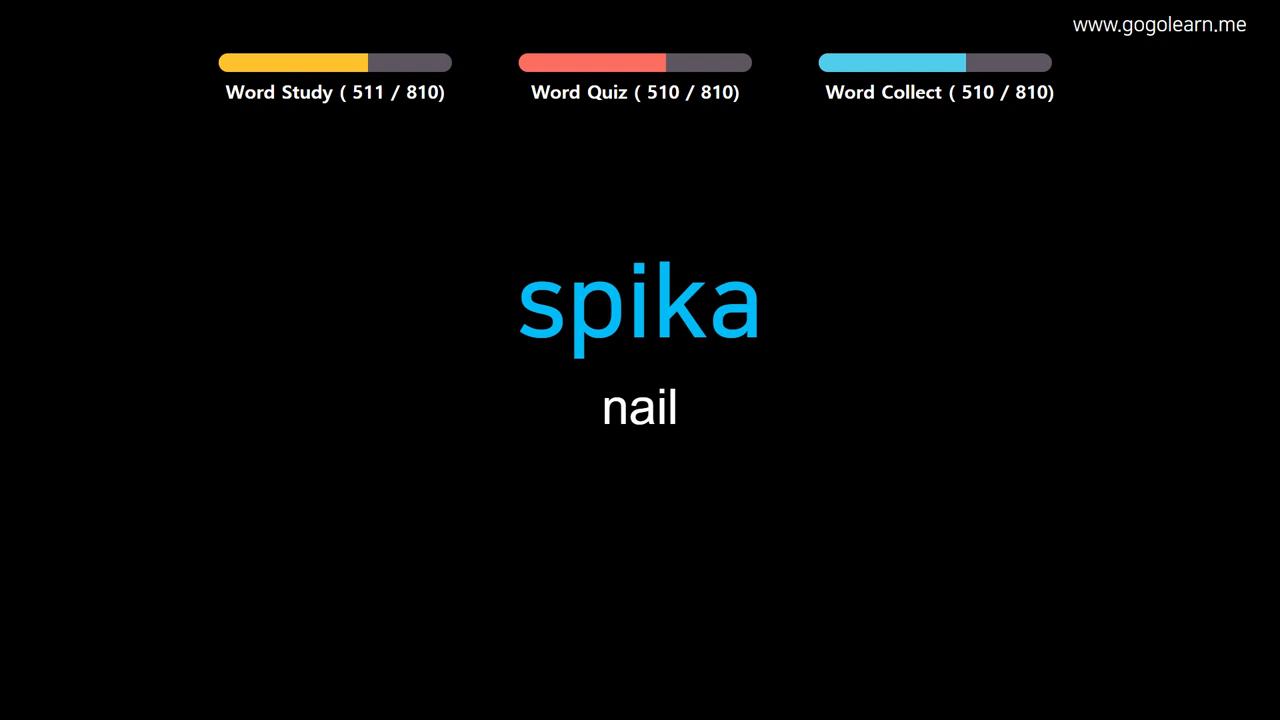 www.gogolearn.me
Word Study ( 511 / 810)
Word Quiz ( 510 / 810)
Word Collect ( 510 / 810)
spika
nail